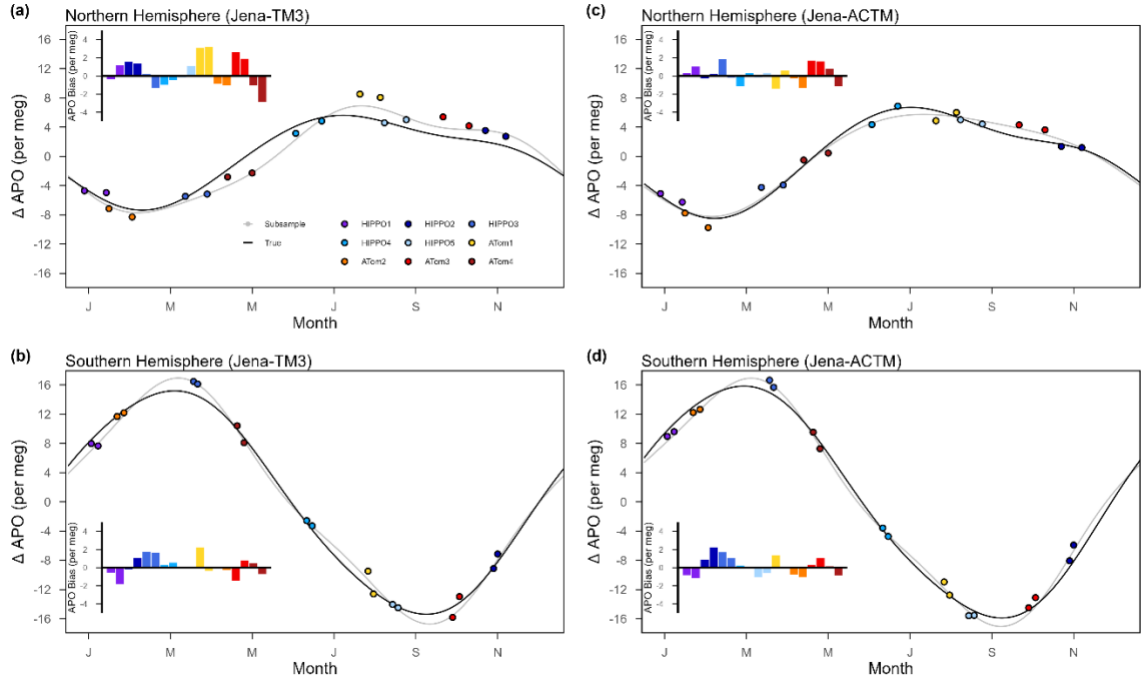 (a) Northern Hemisphere (Jena-TM3)
APO Bias (per meg)
4
2
0
-2
-4
Δ APO (per meg)
16
12
8
4
0
-4
-8
-12
-16
Subsample
True
HIPPO1 HIPPO2 HIPPO3
HIPPO4 HIPPO5 ATom1
ATom2 ATom3 ATom4
J M M J S N
Month
(c) Northern Hemisphere (Jena-ACTM)
APO Bias (per meg)
4
2
0
-2
-4
Δ APO (per meg)
16
12
8
4
0
-4
-8
-12
-16
J M M J S N
Month
(b) Southern Hemisphere (Jena-TM3)
Δ APO (per meg)
16
12
8
4
0
-4
-8
-12
-16
APO Bias (per meg)
4
2
0
-2
-4
J M M J S N
Month
(d) Southern Hemisphere (Jena-ACTM)
Δ APO (per meg)
16
12
8
4
0
-4
-8
-12
-16
APO Bias (per meg)
4
2
0
-2
-4
J M M J S N
Month